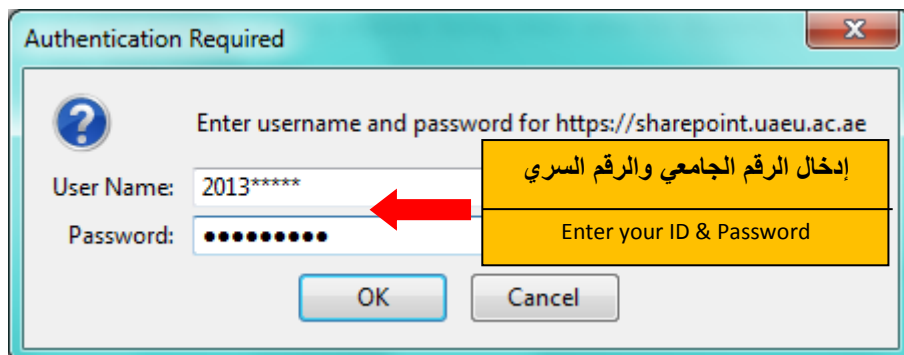 Authentication Required
Enter username and password for https://sharepoint.uaeu.ac.ae
إدخال الرقم الجامعي والرقم السري
User Name: 2013*****
Enter your ID & Password
Password: ●●●●●●●●●
OK Cancel